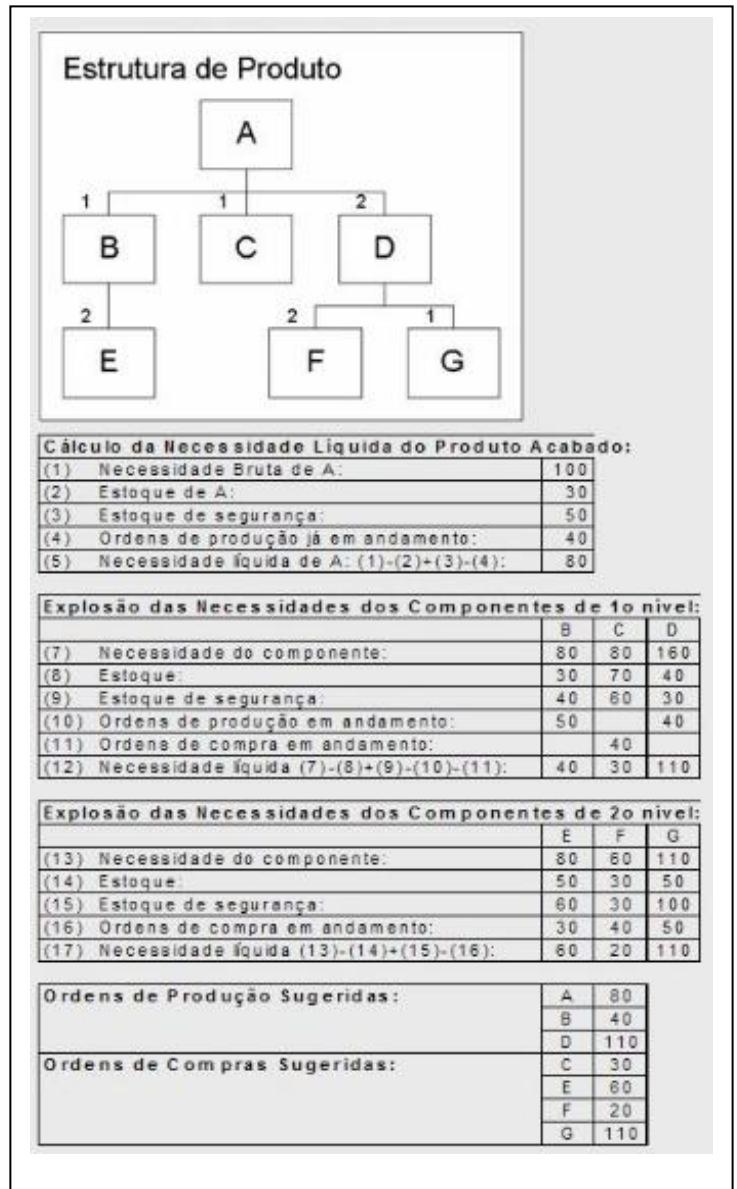 Estrutura de Produto
A
1 1 2
B C D
2 2 1
E F G
Cálculo da Necessidade Líquida do Produto Acabado:
(1) Necessidade Bruta de A: 100
(2) Estoque de A: 30
(3) Estoque de segurança: 50
(4) Ordens de produção já em andamento: 40
(5) Necessidade líquida de A: (1)-(2)+(3)-(4): 80
Explosão das Necessidades dos Componentes de 1o nivel:
B C D
(7) Necessidade do componente: 80 80 160
(8) Estoque: 30 70 40
(9) Estoque de segurança: 40 60 30
(10) Ordens de produção em andamento: 50 40
(11) Ordens de compra em andamento: 40
(12) Necessidade líquida (7)-(8)+(9)-(10)-(11): 40 30 110
Explosão das Necessidades dos Componentes de 2o nivel:
E F G
(13) Necessidade do componente: 80 60 110
(14) Estoque: 50 30 50
(15) Estoque de segurança: 60 30 100
(16) Ordens de compra em andamento: 30 40 50
(17) Necessidade líquida (13)-(14)+(15)-(16): 60 20 110
Ordens de Produção Sugeridas: A 80
B 40
D 110
Ordens de Compras Sugeridas: C 30
E 60
F 20
G 110